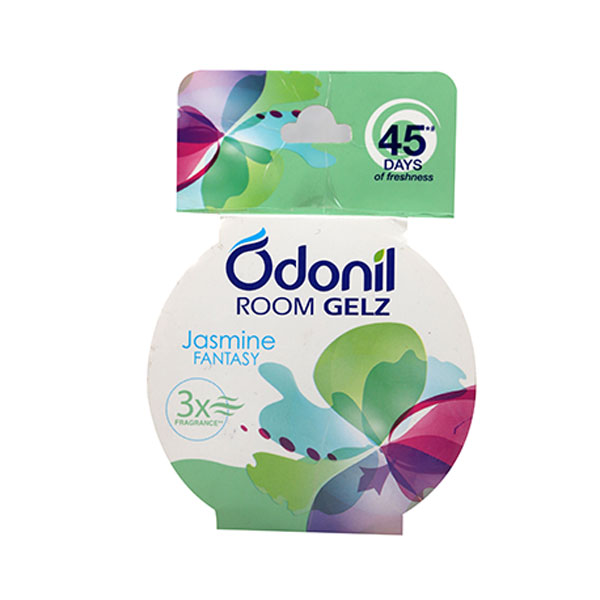 45*#
DAYS
of freshness
Odonil
ROOM GELZ
Jasmine
FANTASY
3x
FRAGRANCE**